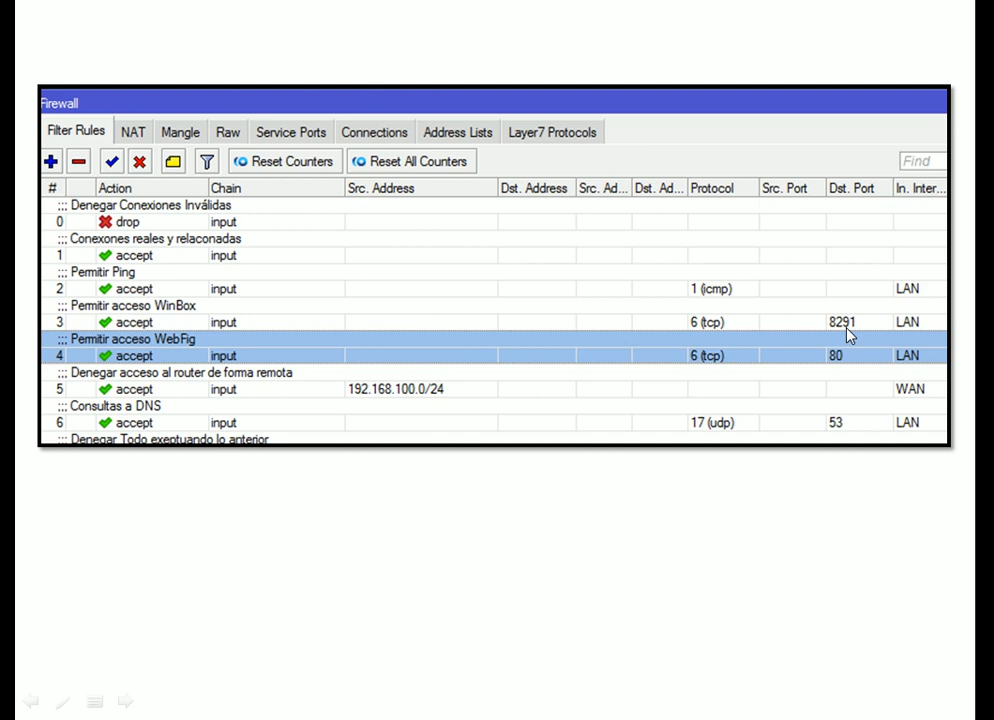 Firewall
Filter Rules NAT Mangle Raw Service Ports Connections Address Lists Layer7 Protocols
Reset Counters Reset All Counters Find
# Action Chain Src. Address Dst. Address Src. Ad... Dst. Ad... Protocol Src. Port Dst. Port In. Inter...
::: Denegar Conexiones Inválidas
0 drop input
::: Conexones reales y relaconadas
1 accept input
::: Permitir Ping
2 accept input 1 (icmp) LAN
::: Permitir acceso WinBox
3 accept input 6 (tcp) 8291 LAN
::: Permitir acceso WebFig
4 accept input 6 (tcp) 80 LAN
::: Denegar acceso al router de forma remota
5 accept input 192.168.100.0/24 WAN
::: Consultas a DNS
6 accept input 17 (udp) 53 LAN
::: Denegar Todo exeptuando lo anterior